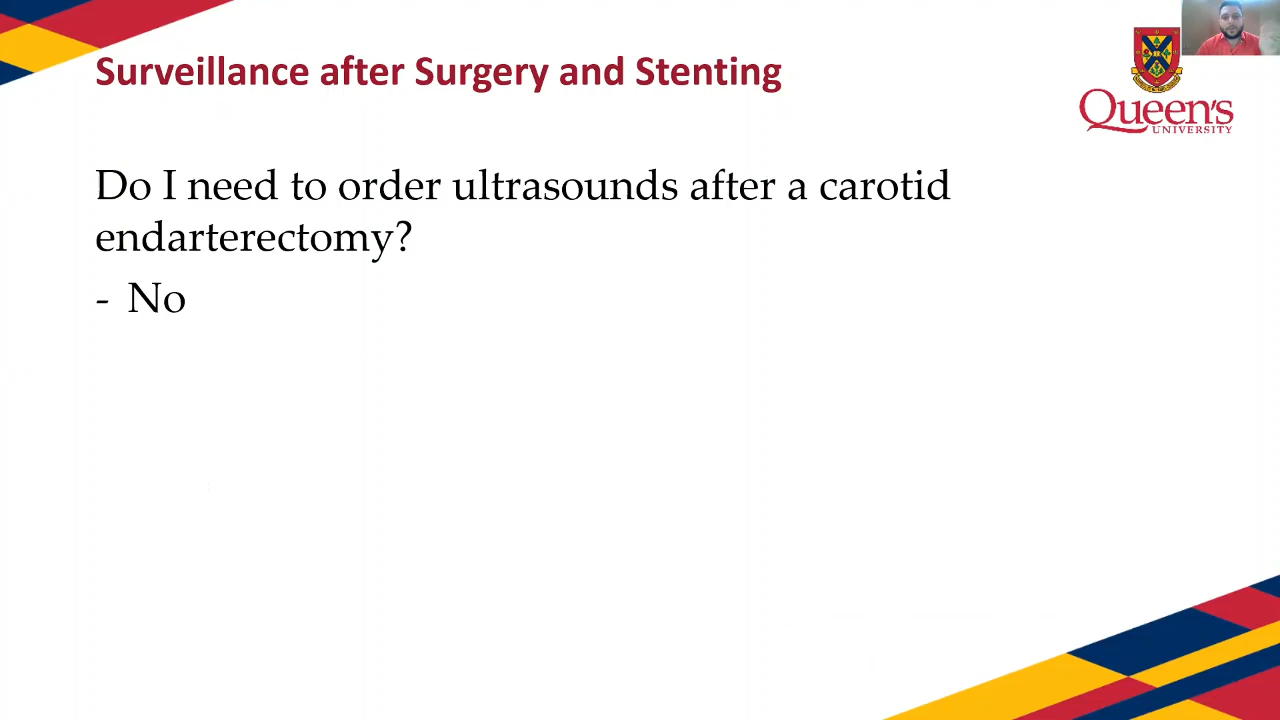 Surveillance after Surgery and Stenting
Queen's
UNIVERSITY
Do I need to order ultrasounds after a carotid
endarterectomy?
- No